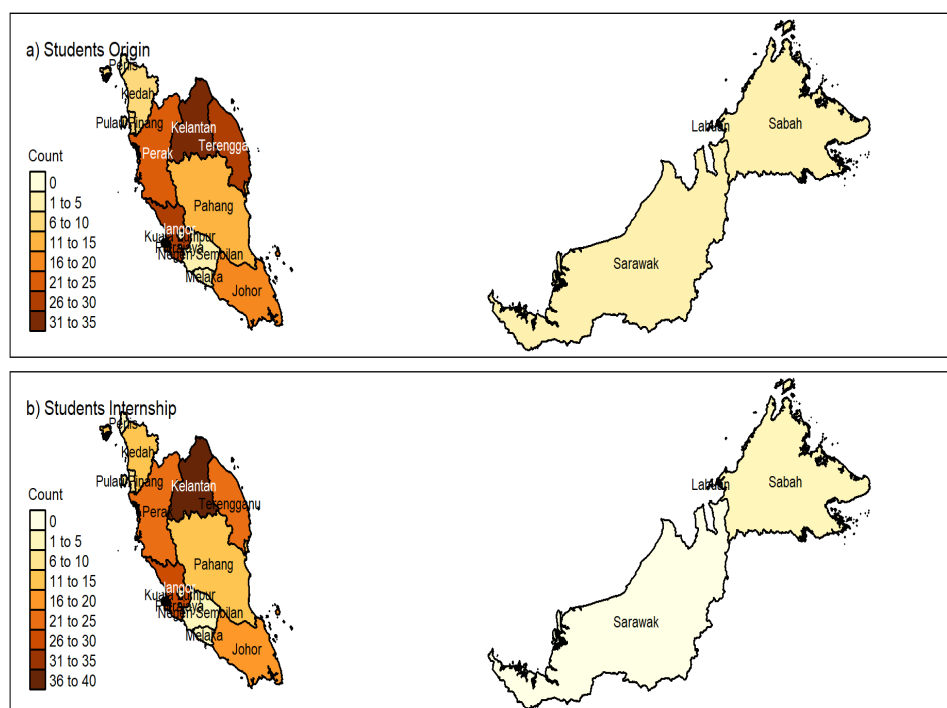 a) Students Origin
Perlis
Kedah
Pulau Pinang
Kelantan
Perak
Terengga
Labuan
Sabah
Count
0
1 to 5
6 to 10
11 to 15
16 to 20
21 to 25
26 to 30
31 to 35
Pahang
langor
Kuala Lumpur
Putrajaya
Negeri Sembilan
Melaka
Johor
Sarawak
b) Students Internship
Perlis
Kedah
Pulau Pinang
Kelantan
Perak
Terengganu
Labuan
Sabah
Count
0
1 to 5
6 to 10
11 to 15
16 to 20
21 to 25
26 to 30
31 to 35
36 to 40
Pahang
langor
Kuala Lumpur
Putrajaya
Negeri Sembilan
Melaka
Johor
Sarawak